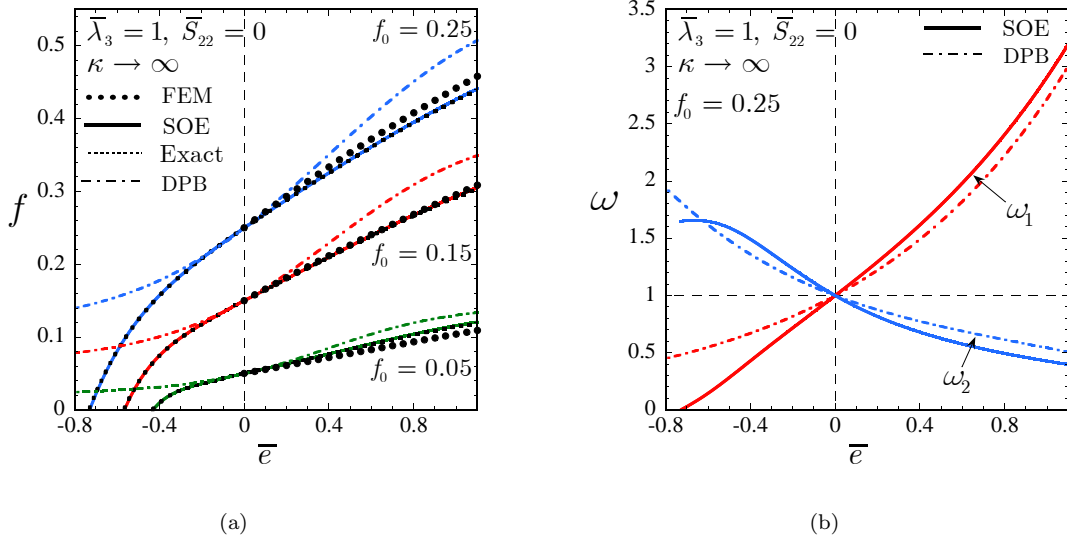 λ̅₃ = 1, S̅₂₂ = 0
κ → ∞
FEM
SOE
Exact
DPB
f₀ = 0.25
f₀ = 0.15
f₀ = 0.05
f
0.5
0.4
0.3
0.2
0.1
0
-0.8
-0.4
0
0.4
0.8
e̅
(a)
λ̅₃ = 1, S̅₂₂ = 0
κ → ∞
f₀ = 0.25
SOE
DPB
ω₁
ω₂
ω
3.5
3
2.5
2
1.5
1
0.5
0
-0.8
-0.4
0
0.4
0.8
e̅
(b)